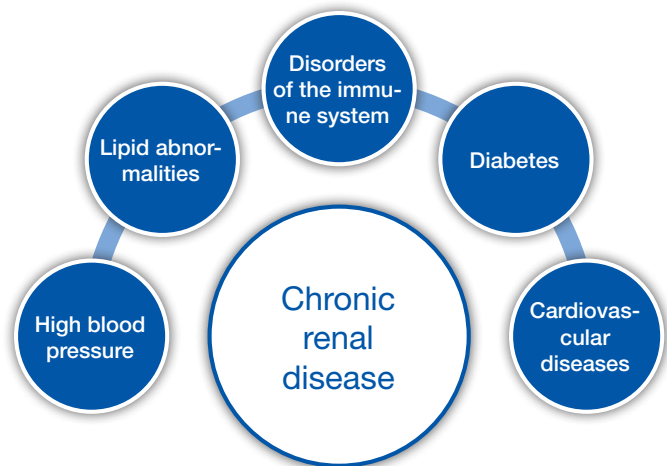 Disorders
of the immu-
ne system
Lipid abnor-
malities
Diabetes
High blood
pressure
Chronic
renal
disease
Cardiovas-
cular
diseases